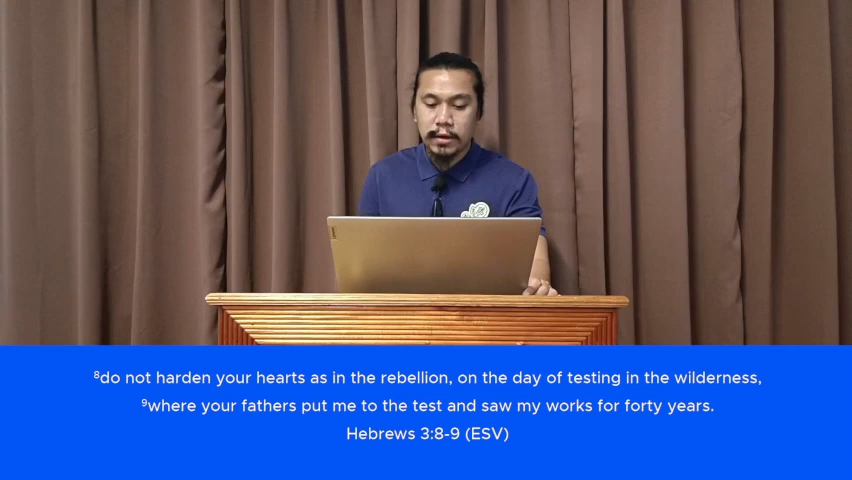 ⁸do not harden your hearts as in the rebellion, on the day of testing in the wilderness,
⁹where your fathers put me to the test and saw my works for forty years.
Hebrews 3:8-9 (ESV)